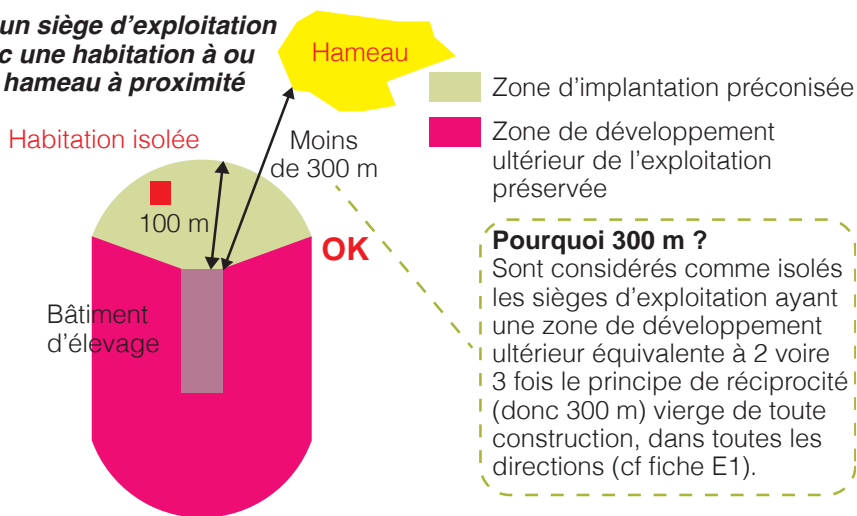 un siège d’exploitation
c une habitation à ou
hameau à proximité
Hameau
Habitation isolée
Moins
de 300 m
100 m
OK
Bâtiment
d’élevage
Zone d’implantation préconisée
Zone de développement
ultérieur de l’exploitation
préservée
Pourquoi 300 m ?
Sont considérés comme isolés
les sièges d’exploitation ayant
une zone de développement
ultérieur équivalente à 2 voire
3 fois le principe de réciprocité
(donc 300 m) vierge de toute
construction, dans toutes les
directions (cf fiche E1).